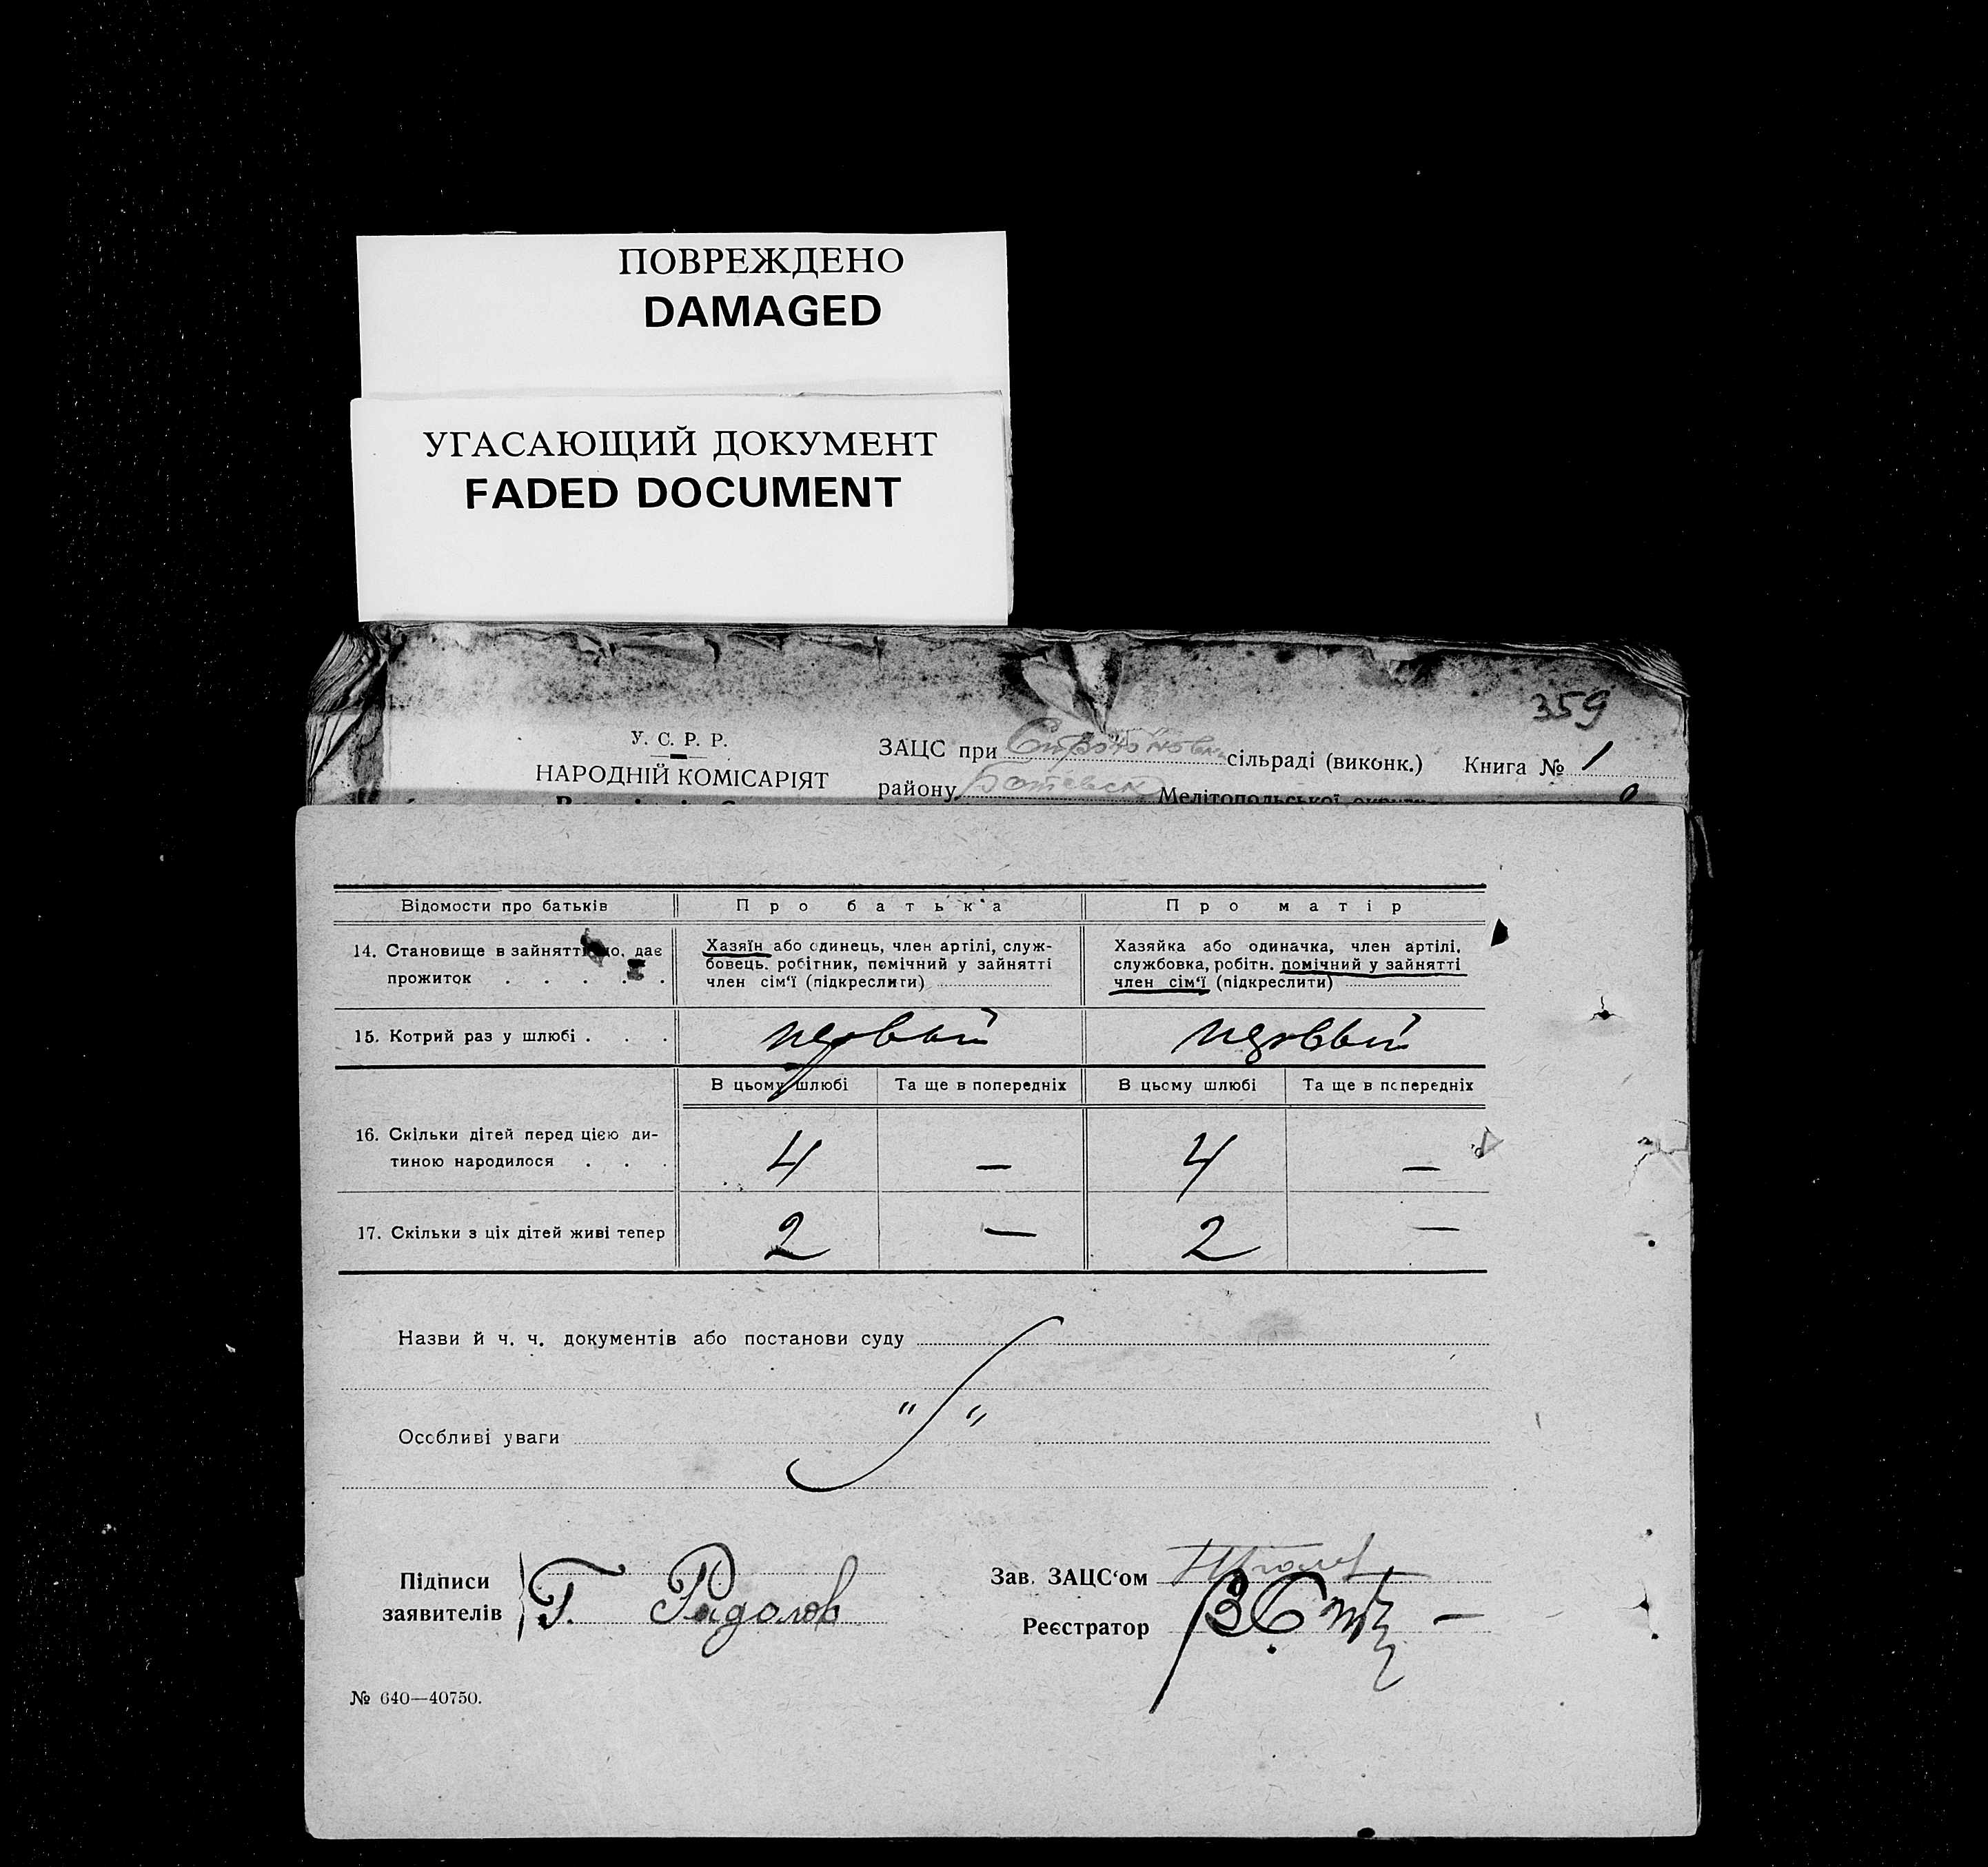 ПОВРЕЖДЕНО
DAMAGED
УГАСАЮЩИЙ ДОКУМЕНТ
FADED DOCUMENT
359
У. С. Р. Р.
НАРОДНІЙ КОМІСАРІЯТ
ЗАЦС при сільраді (виконк.) Книга № 1
району Мелітопольської округи
Відомости про батьків
Про батька
Про матір
14. Становище в зайнятті, що дає
прожиток . . . . .
Хазяїн або одинець, член артілі, служ-
бовець. робітник, помічний у зайнятті
член сім'ї (підкреслити)
Хазяйка або одиначка, член артілі.
службовка, робітн. помічний у зайнятті
член сім'ї (підкреслити)
15. Котрий раз у шлюбі . . .
первый
первый
В цьому шлюбі
Та ще в попередніх
В цьому шлюбі
Та ще в попередніх
16. Скільки дітей перед цією ди-
тиною народилося . . .
4 — 4 —
17. Скільки з ціх дітей живі тепер
2 — 2 —
Назви й ч. ч. документів або постанови суду
Особливі уваги
" "
Підписи
заявителів
Г. Радолов
Зав. ЗАЦС'ом
Реєстратор
№ 640—40750.